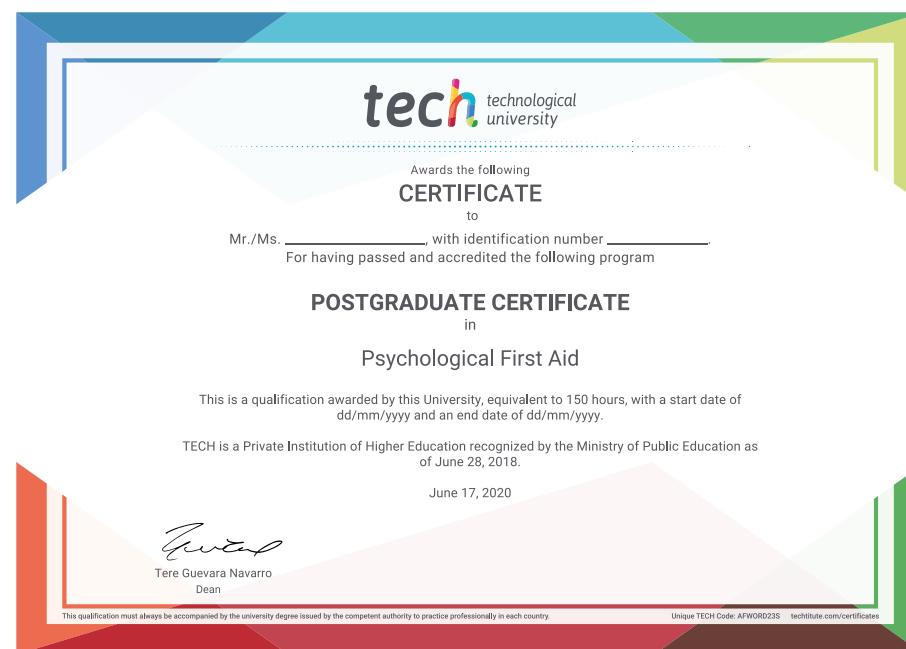 tech technological
university
Awards the following
CERTIFICATE
to
Mr./Ms. ____________________, with identification number ______________.
For having passed and accredited the following program
POSTGRADUATE CERTIFICATE
in
Psychological First Aid
This is a qualification awarded by this University, equivalent to 150 hours, with a start date of
dd/mm/yyyy and an end date of dd/mm/yyyy.
TECH is a Private Institution of Higher Education recognized by the Ministry of Public Education as
of June 28, 2018.
June 17, 2020
Tere Guevara Navarro
Dean
This qualification must always be accompanied by the university degree issued by the competent authority to practice professionally in each country.
Unique TECH Code: AFWORD23S techtitute.com/certificates